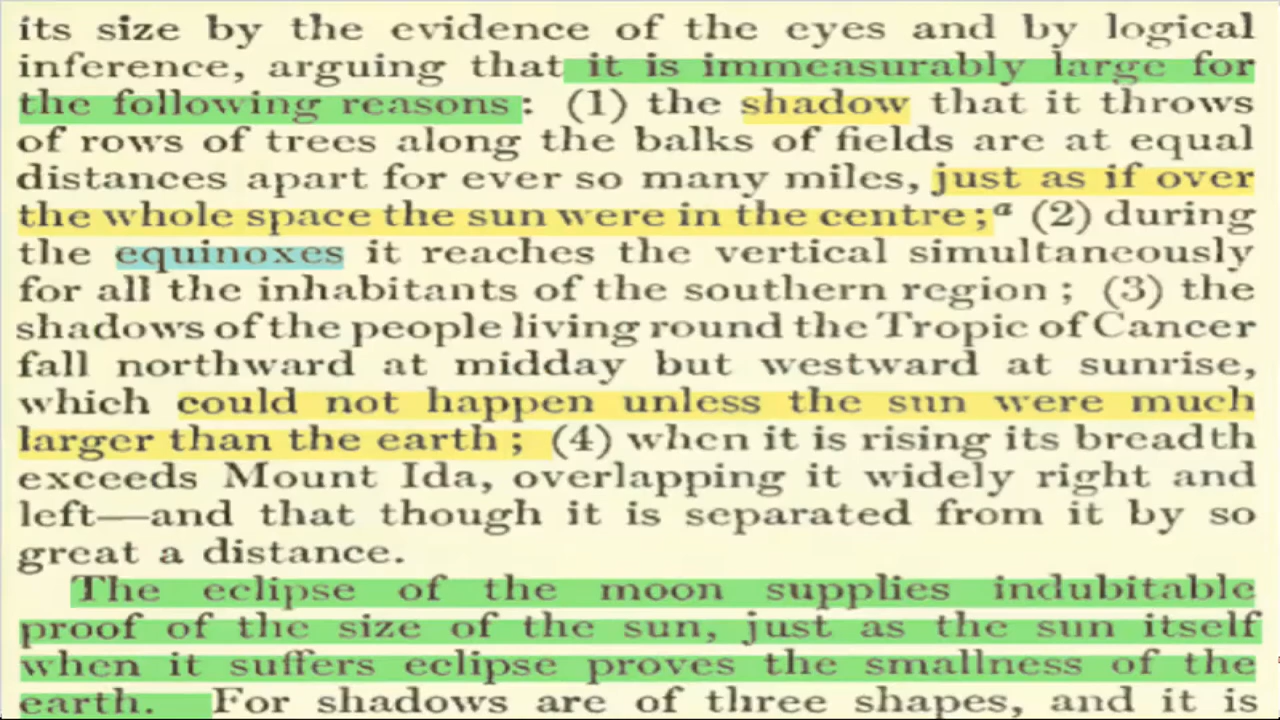 its size by the evidence of the eyes and by logical
inference, arguing that it is immeasurably large for
the following reasons : (1) the shadow that it throws
of rows of trees along the balks of fields are at equal
distances apart for ever so many miles, just as if over
the whole space the sun were in the centre ;ᵃ (2) during
the equinoxes it reaches the vertical simultaneously
for all the inhabitants of the southern region ; (3) the
shadows of the people living round the Tropic of Cancer
fall northward at midday but westward at sunrise,
which could not happen unless the sun were much
larger than the earth ; (4) when it is rising its breadth
exceeds Mount Ida, overlapping it widely right and
left—and that though it is separated from it by so
great a distance.
The eclipse of the moon supplies indubitable
proof of the size of the sun, just as the sun itself
when it suffers eclipse proves the smallness of the
earth. For shadows are of three shapes, and it is